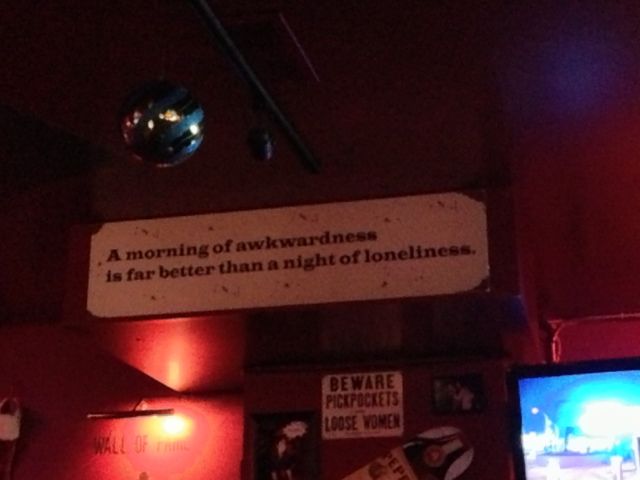 A morning of awkwardness
is far better than a night of loneliness.
BEWARE
PICKPOCKETS
LOOSE WOMEN
WALL OF FAME